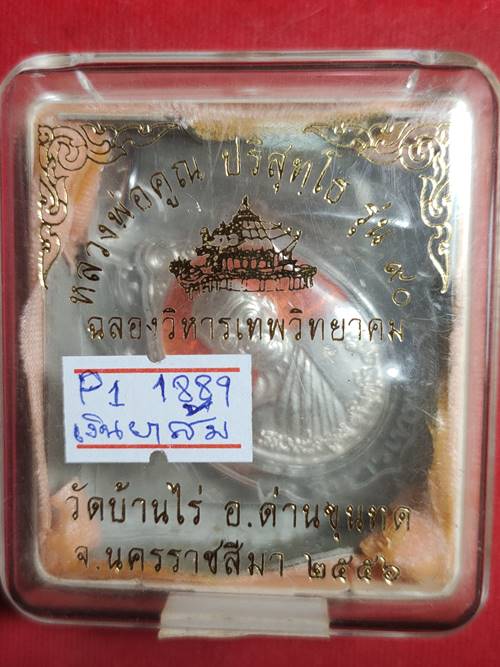 หลวงพ่อคูณ ปริสุทฺโธ รุ่น ๙๐
ฉลองวิหารเทพวิทยาคม
P1 1889
เงินยาส้ม
วัดบ้านไร่ อ.ด่านขุนทด
จ.นครราชสีมา ๒๕๕๖